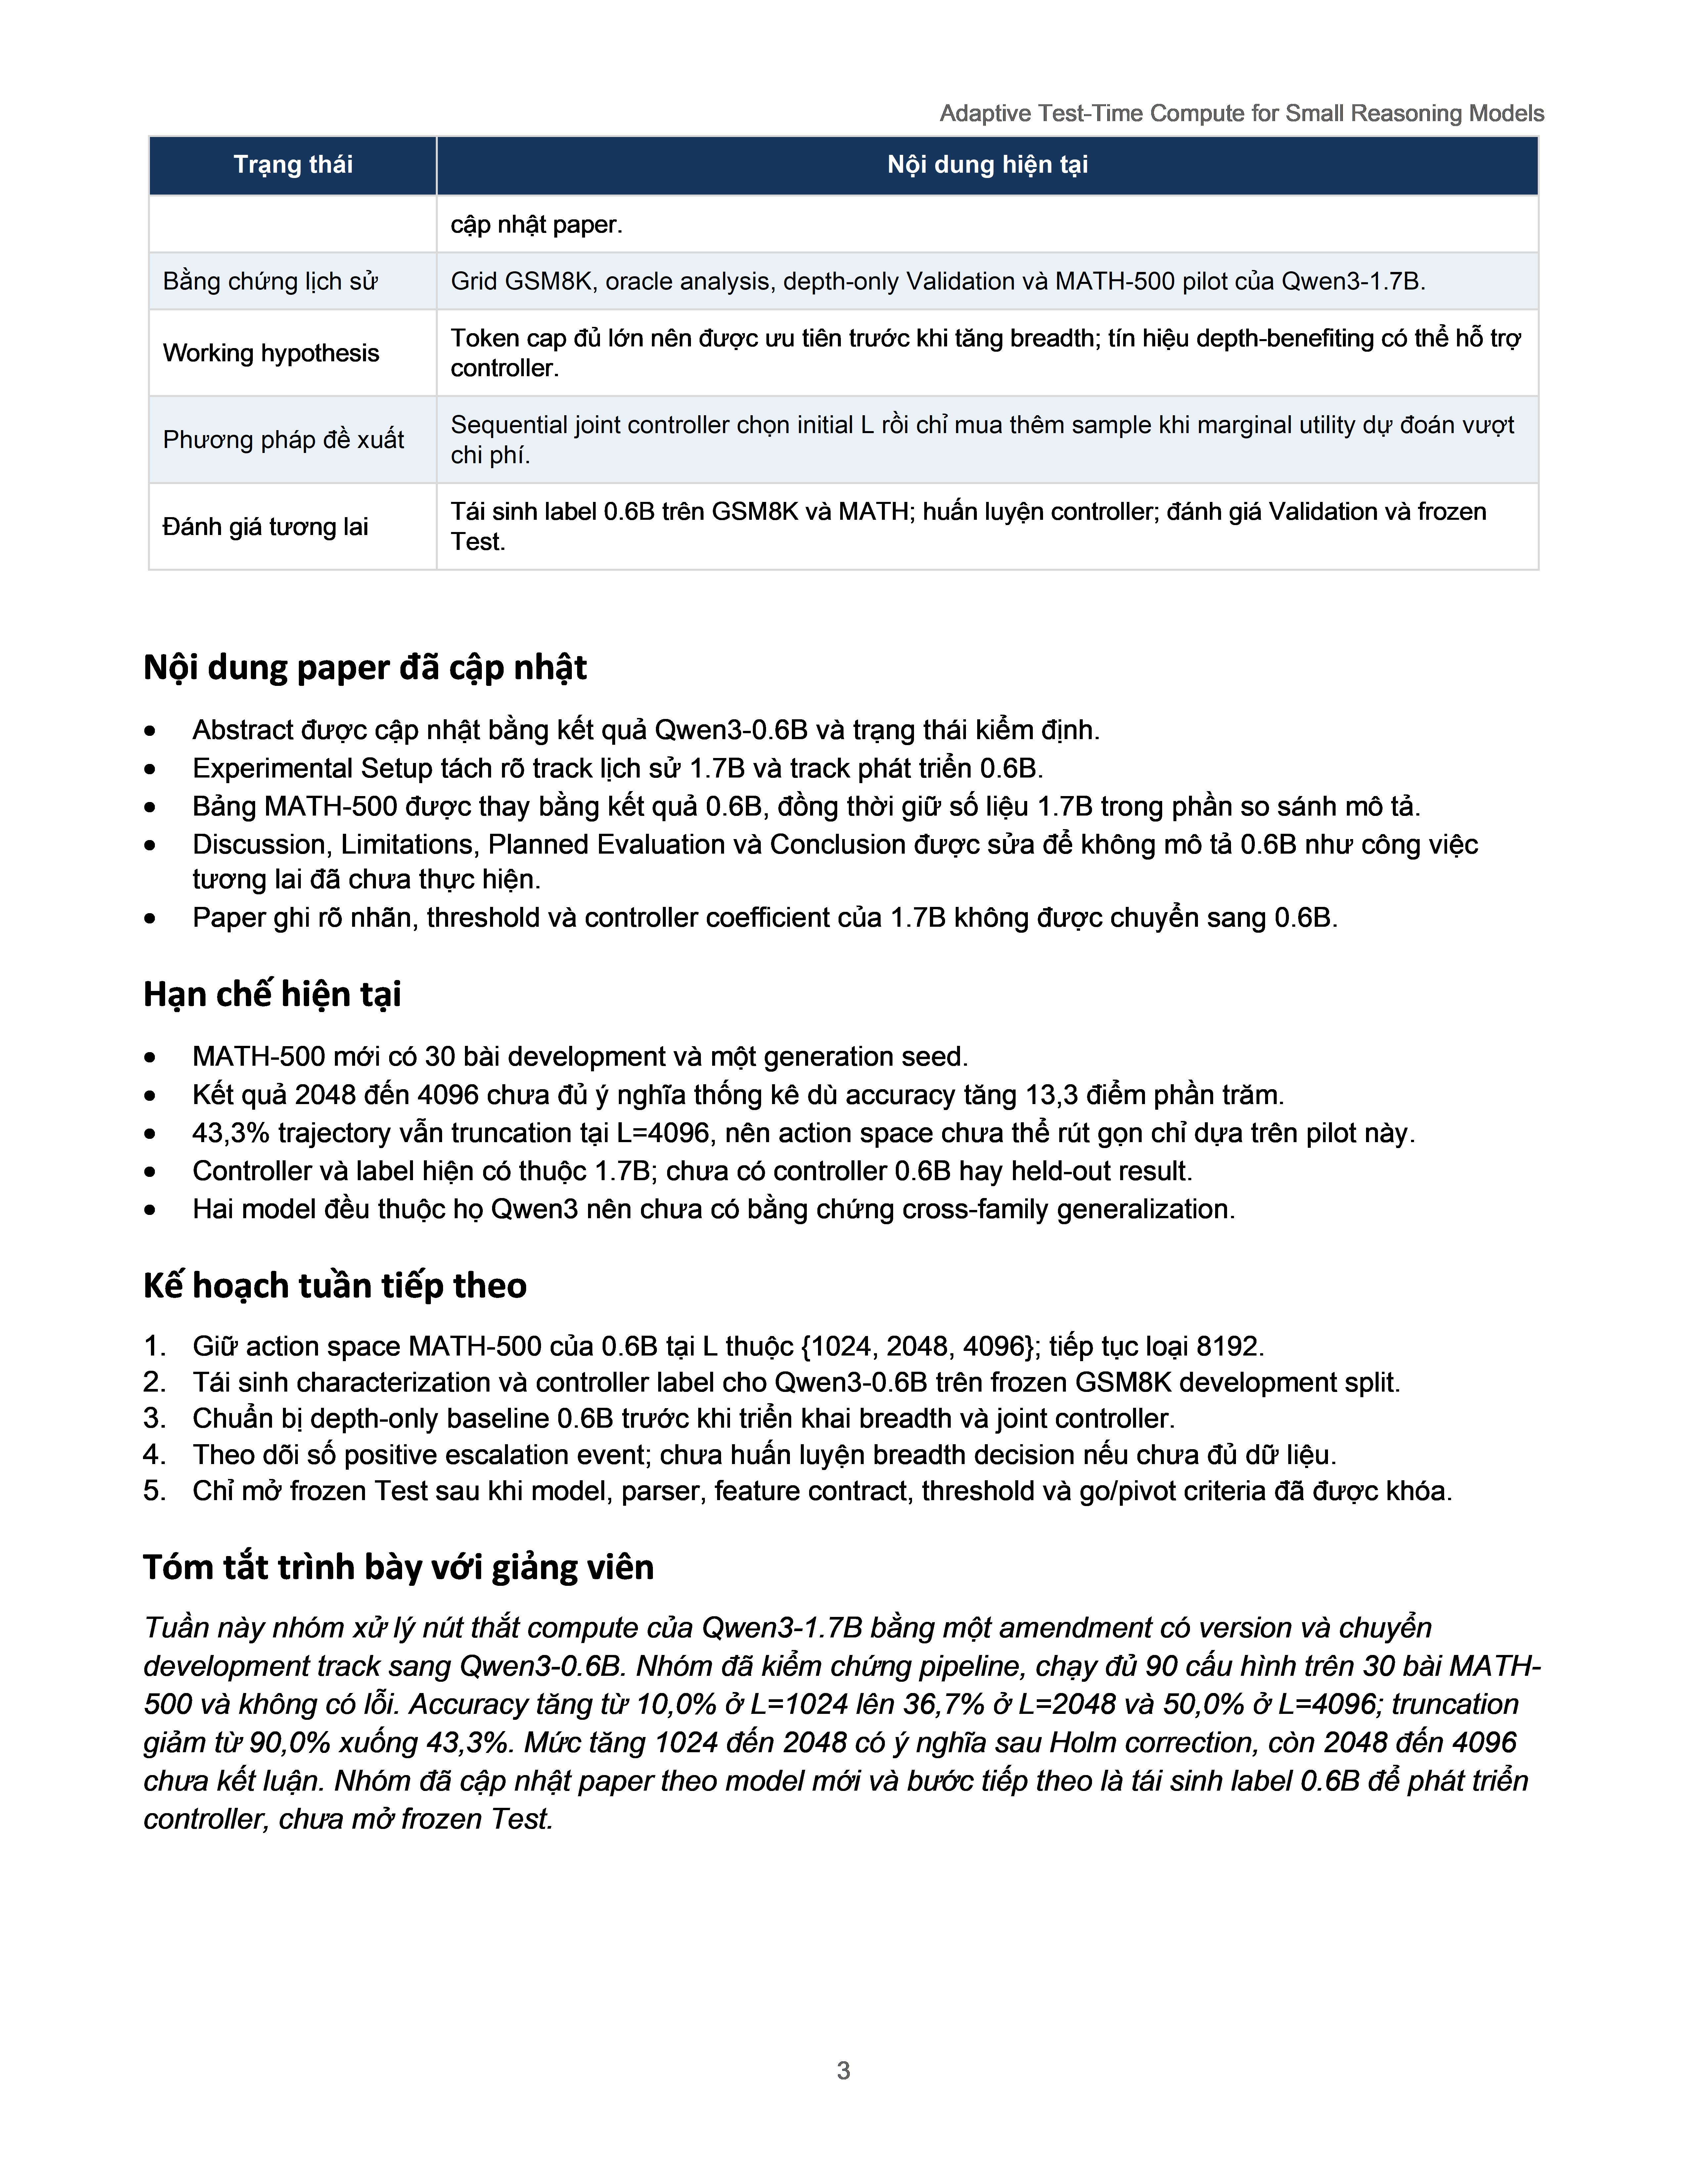 Adaptive Test-Time Compute for Small Reasoning Models
Trạng thái
Nội dung hiện tại
cập nhật paper.
Bằng chứng lịch sử
Grid GSM8K, oracle analysis, depth-only Validation và MATH-500 pilot của Qwen3-1.7B.
Working hypothesis
Token cap đủ lớn nên được ưu tiên trước khi tăng breadth; tín hiệu depth-benefiting có thể hỗ trợ
controller.
Phương pháp đề xuất
Sequential joint controller chọn initial L rồi chỉ mua thêm sample khi marginal utility dự đoán vượt
chi phí.
Đánh giá tương lai
Tái sinh label 0.6B trên GSM8K và MATH; huấn luyện controller; đánh giá Validation và frozen
Test.
Nội dung paper đã cập nhật
• Abstract được cập nhật bằng kết quả Qwen3-0.6B và trạng thái kiểm định.
• Experimental Setup tách rõ track lịch sử 1.7B và track phát triển 0.6B.
• Bảng MATH-500 được thay bằng kết quả 0.6B, đồng thời giữ số liệu 1.7B trong phần so sánh mô tả.
• Discussion, Limitations, Planned Evaluation và Conclusion được sửa để không mô tả 0.6B như công việc
tương lai đã chưa thực hiện.
• Paper ghi rõ nhãn, threshold và controller coefficient của 1.7B không được chuyển sang 0.6B.
Hạn chế hiện tại
• MATH-500 mới có 30 bài development và một generation seed.
• Kết quả 2048 đến 4096 chưa đủ ý nghĩa thống kê dù accuracy tăng 13,3 điểm phần trăm.
• 43,3% trajectory vẫn truncation tại L=4096, nên action space chưa thể rút gọn chỉ dựa trên pilot này.
• Controller và label hiện có thuộc 1.7B; chưa có controller 0.6B hay held-out result.
• Hai model đều thuộc họ Qwen3 nên chưa có bằng chứng cross-family generalization.
Kế hoạch tuần tiếp theo
1. Giữ action space MATH-500 của 0.6B tại L thuộc {1024, 2048, 4096}; tiếp tục loại 8192.
2. Tái sinh characterization và controller label cho Qwen3-0.6B trên frozen GSM8K development split.
3. Chuẩn bị depth-only baseline 0.6B trước khi triển khai breadth và joint controller.
4. Theo dõi số positive escalation event; chưa huấn luyện breadth decision nếu chưa đủ dữ liệu.
5. Chỉ mở frozen Test sau khi model, parser, feature contract, threshold và go/pivot criteria đã được khóa.
Tóm tắt trình bày với giảng viên
Tuần này nhóm xử lý nút thắt compute của Qwen3-1.7B bằng một amendment có version và chuyển
development track sang Qwen3-0.6B. Nhóm đã kiểm chứng pipeline, chạy đủ 90 cấu hình trên 30 bài MATH-
500 và không có lỗi. Accuracy tăng từ 10,0% ở L=1024 lên 36,7% ở L=2048 và 50,0% ở L=4096; truncation
giảm từ 90,0% xuống 43,3%. Mức tăng 1024 đến 2048 có ý nghĩa sau Holm correction, còn 2048 đến 4096
chưa kết luận. Nhóm đã cập nhật paper theo model mới và bước tiếp theo là tái sinh label 0.6B để phát triển
controller, chưa mở frozen Test.
3